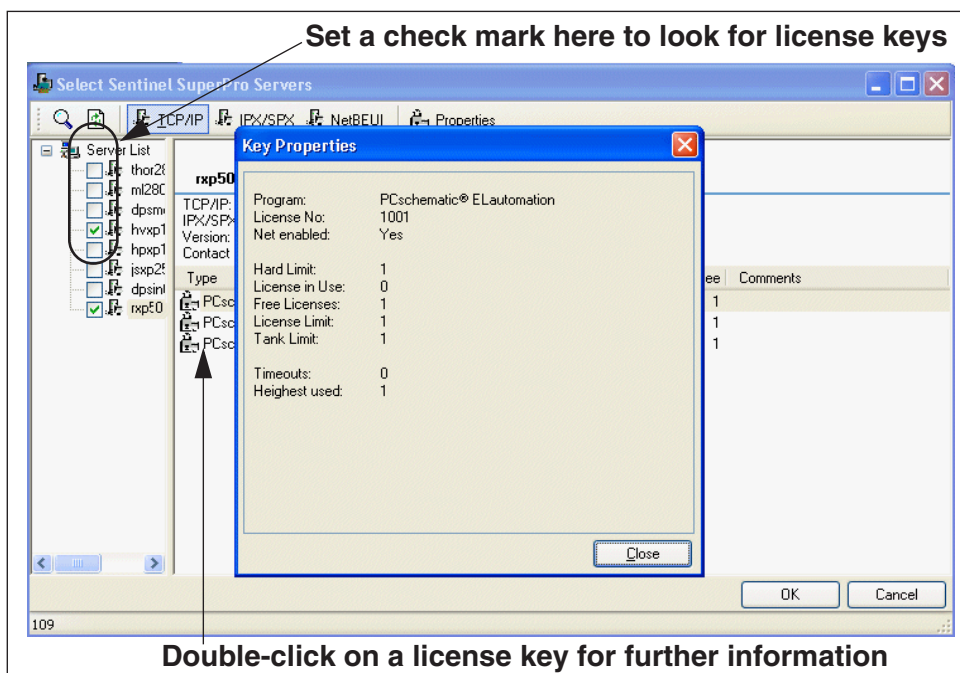 Set a check mark here to look for license keys
Select Sentinel SuperPro Servers
TCP/IP IPX/SPX NetBEUI Properties
Server List
thor28
ml280
dpsm
hvxp1
hpxp1
jsxp25
dpsin
rxp50
rxp50
TCP/IP:
IPX/SPX
Version:
Contact
Type ee Comments
PCsc 1
PCsc 1
PCsc 1
Key Properties
Program: PCschematic® ELautomation
License No: 1001
Net enabled: Yes
Hard Limit: 1
License in Use: 0
Free Licenses: 1
License Limit: 1
Tank Limit: 1
Timeouts: 0
Heighest used: 1
Close
OK Cancel
109
Double-click on a license key for further information